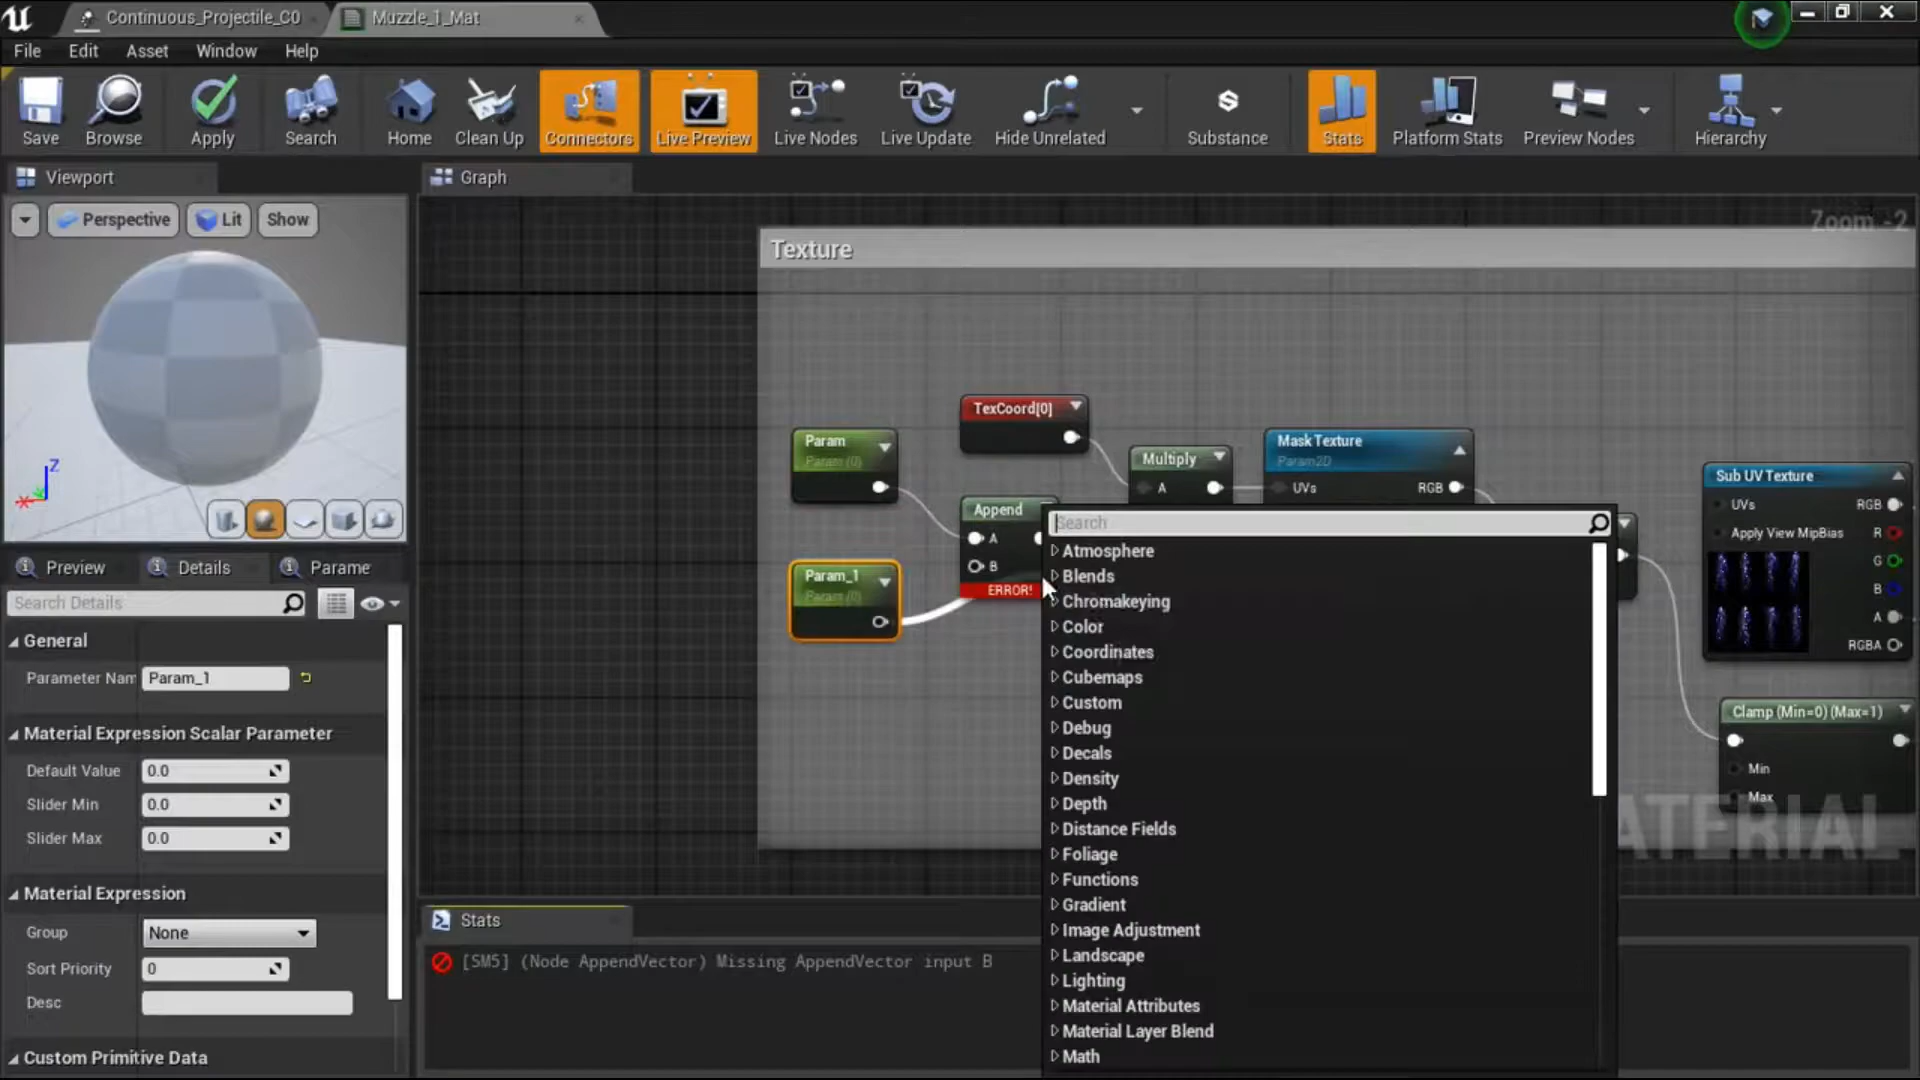 Continuous_Projectile_C0
Muzzle_1_Mat
File Edit Asset Window Help
Save Browse Apply Search Home Clean Up Connectors Live Preview Live Nodes Live Update Hide Unrelated Substance Stats Platform Stats Preview Nodes Hierarchy
Viewport
Graph
Perspective Lit Show
Zoom -2
Texture
TexCoord[0]
Param
Param (0)
Multiply
A
Mask Texture
Param2D
UVs RGB
Append
A
B
ERROR!
Param_1
Param (0)
Sub UV Texture
UVs RGB
Apply View MipBias R
G
B
A
RGBA
Clamp (Min=0) (Max=1)
Min
Max
Search
Atmosphere
Blends
Chromakeying
Color
Coordinates
Cubemaps
Custom
Debug
Decals
Density
Depth
Distance Fields
Foliage
Functions
Gradient
Image Adjustment
Landscape
Lighting
Material Attributes
Material Layer Blend
Math
ATERIAL
Z
Preview Details Parame
Search Details
General
Parameter Nam Param_1
Material Expression Scalar Parameter
Default Value 0.0
Slider Min 0.0
Slider Max 0.0
Material Expression
Group None
Sort Priority 0
Desc
Custom Primitive Data
Stats
[SM5] (Node AppendVector) Missing AppendVector input B